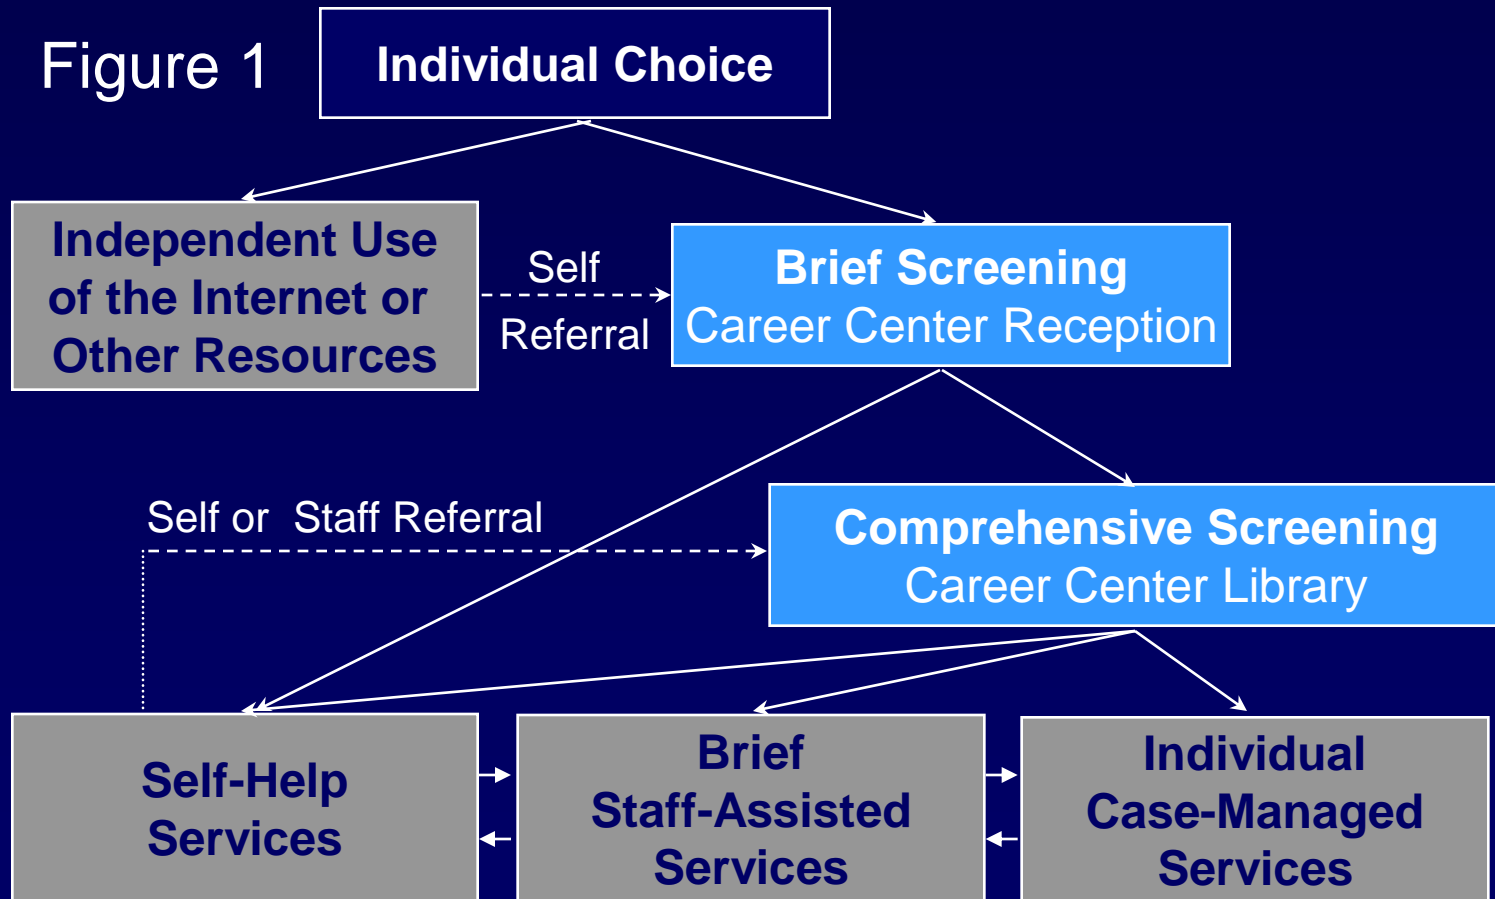 Figure 1
Individual Choice
Independent Use
of the Internet or
Other Resources
Self
Referral
Brief Screening
Career Center Reception
Self or  Staff Referral
Comprehensive Screening
Career Center Library
Self-Help
Services
Brief
Staff-Assisted
Services
Individual
Case-Managed
Services